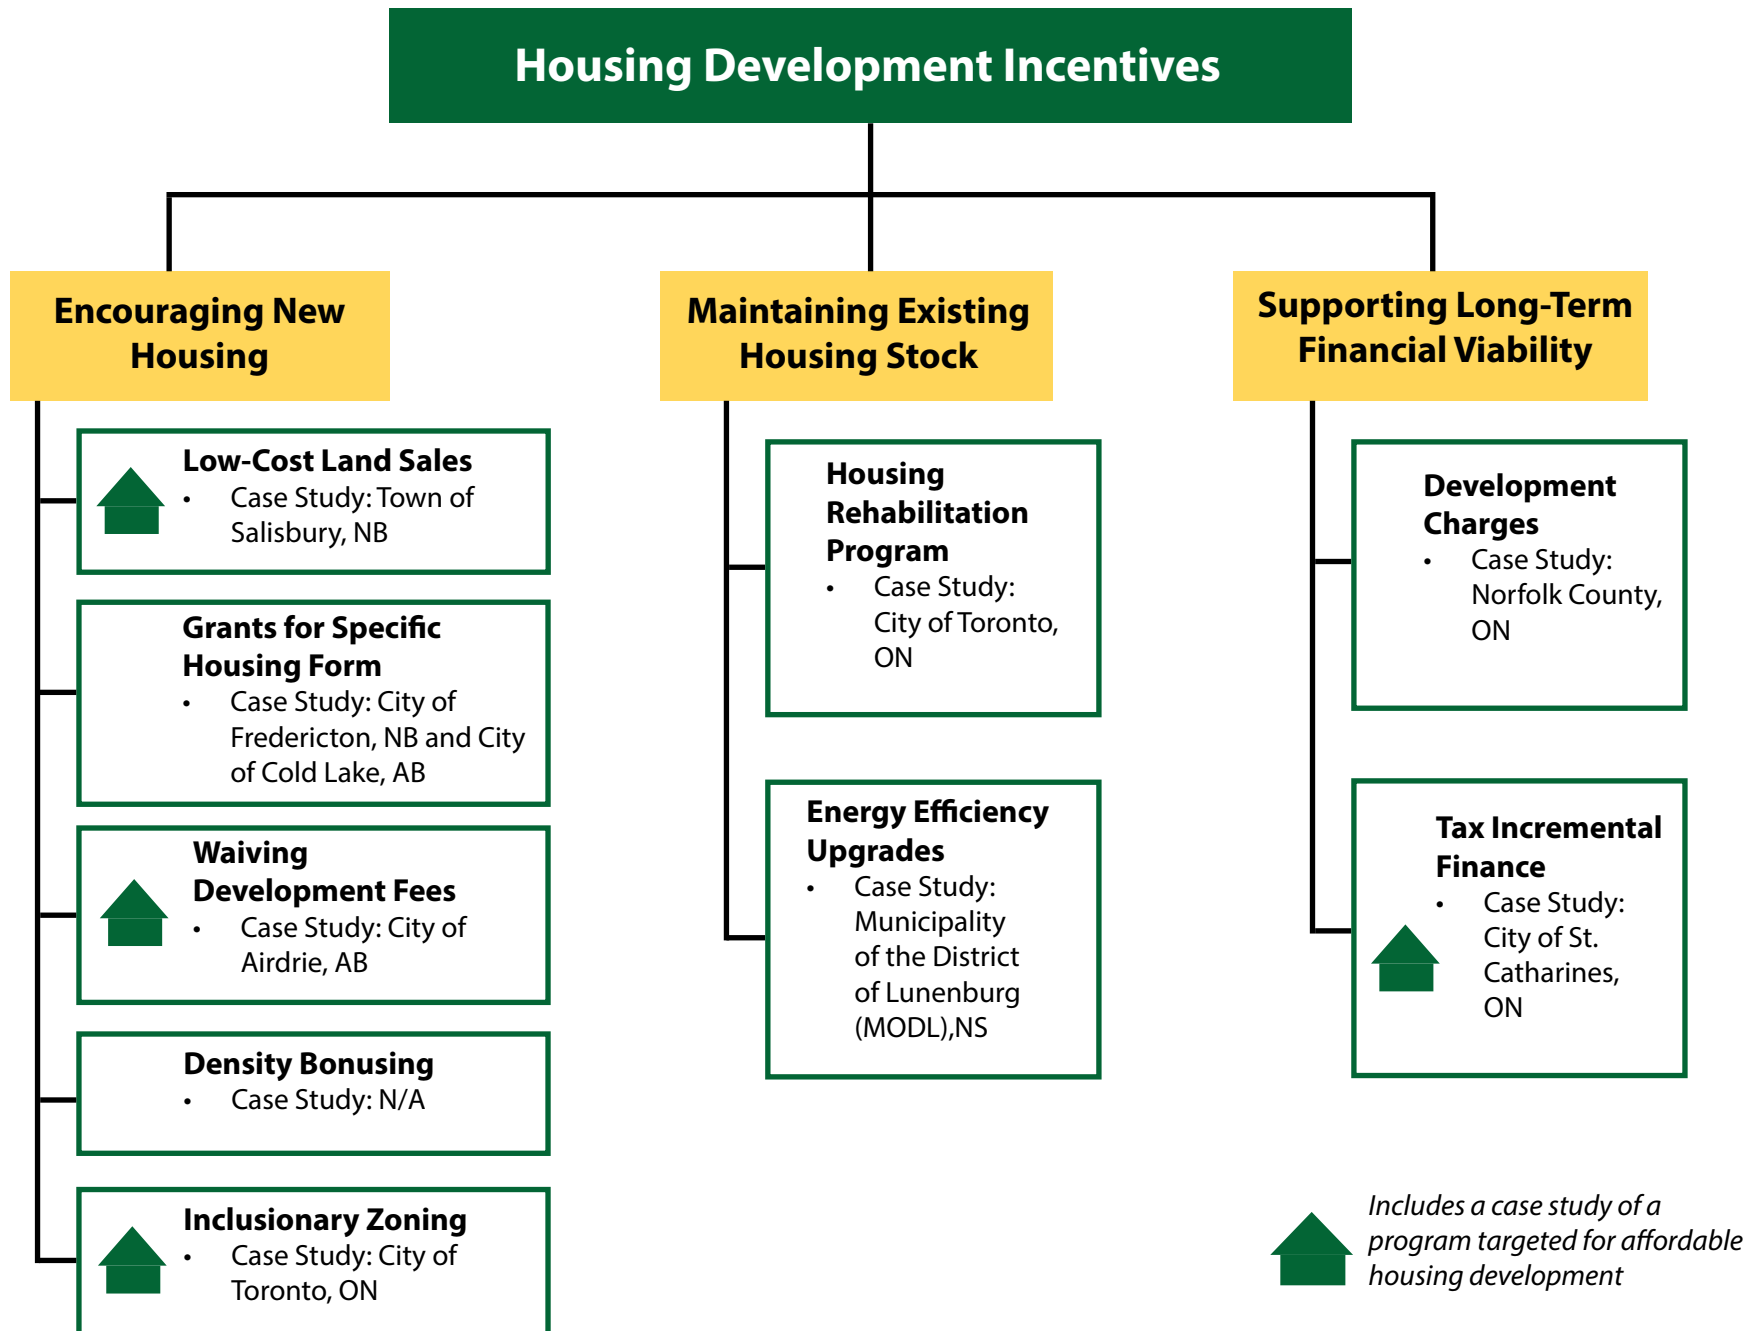 Housing Development Incentives
Encouraging New
Housing
•
Low-Cost Land Sales
• Case Study: Town of
Salisbury, NB
Grants for Specific
Housing Form
• Case Study: City of
Fredericton, NB and City
of Cold Lake, AB
Waiving
Development Fees
• Case Study: City of
Airdrie, AB
Density Bonusing
• Case Study: N/A
Inclusionary Zoning
• Case Study: City of
Toronto, ON
Maintaining Existing
Housing Stock
Housing
Rehabilitation
Program
• Case Study:
City of Toronto,
ON
Energy Efficiency
Upgrades
• Case Study:
Municipality
of the District
of Lunenburg
(MODL),NS
Supporting Long-Term
Financial Viability
Development
Charges
• Case Study:
Norfolk County,
ON
Tax Incremental
Finance
• Case Study:
City of St.
Catharines,
ON
Includes a case study of a
program targeted for affordable
housing development